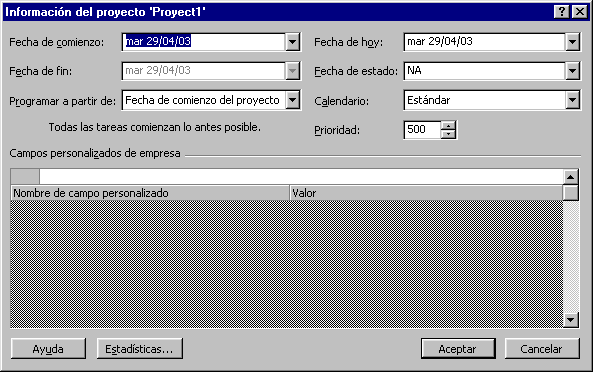 Información del proyecto 'Proyect1'
Fecha de comienzo: mar 29/04/03 Fecha de hoy: mar 29/04/03
Fecha de fin: mar 29/04/03 Fecha de estado: NA
Programar a partir de: Fecha de comienzo del proyecto Calendario: Estándar
Todas las tareas comienzan lo antes posible. Prioridad: 500
Campos personalizados de empresa
Nombre de campo personalizado Valor
Ayuda Estadísticas... Aceptar Cancelar